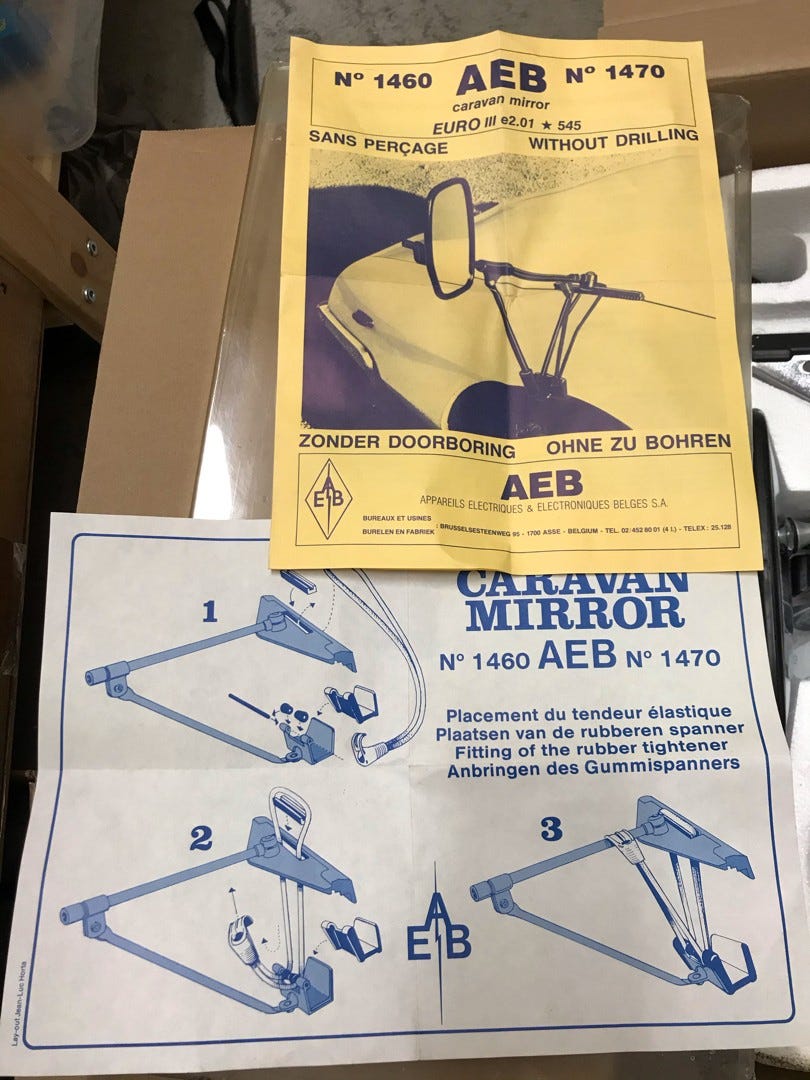 Nº 1460 AEB Nº 1470
caravan mirror
EURO III e2.01 ★ 545
SANS PERÇAGE WITHOUT DRILLING
ZONDER DOORBORING OHNE ZU BOHREN
AEB
AEB
APPAREILS ELECTRIQUES & ELECTRONIQUES BELGES S.A.
BUREAUX ET USINES
BURELEN EN FABRIEK : BRUSSELSESTEENWEG 95 - 1700 ASSE - BELGIUM - TEL. 02/452 80 01 (4 l.) - TELEX : 25.128
CARAVAN
MIRROR
Nº 1460 AEB Nº 1470
Placement du tendeur élastique
Plaatsen van de rubberen spanner
Fitting of the rubber tightener
Anbringen des Gummispanners
1
2
3
AEB
Lay-out Jean-Luc Horta